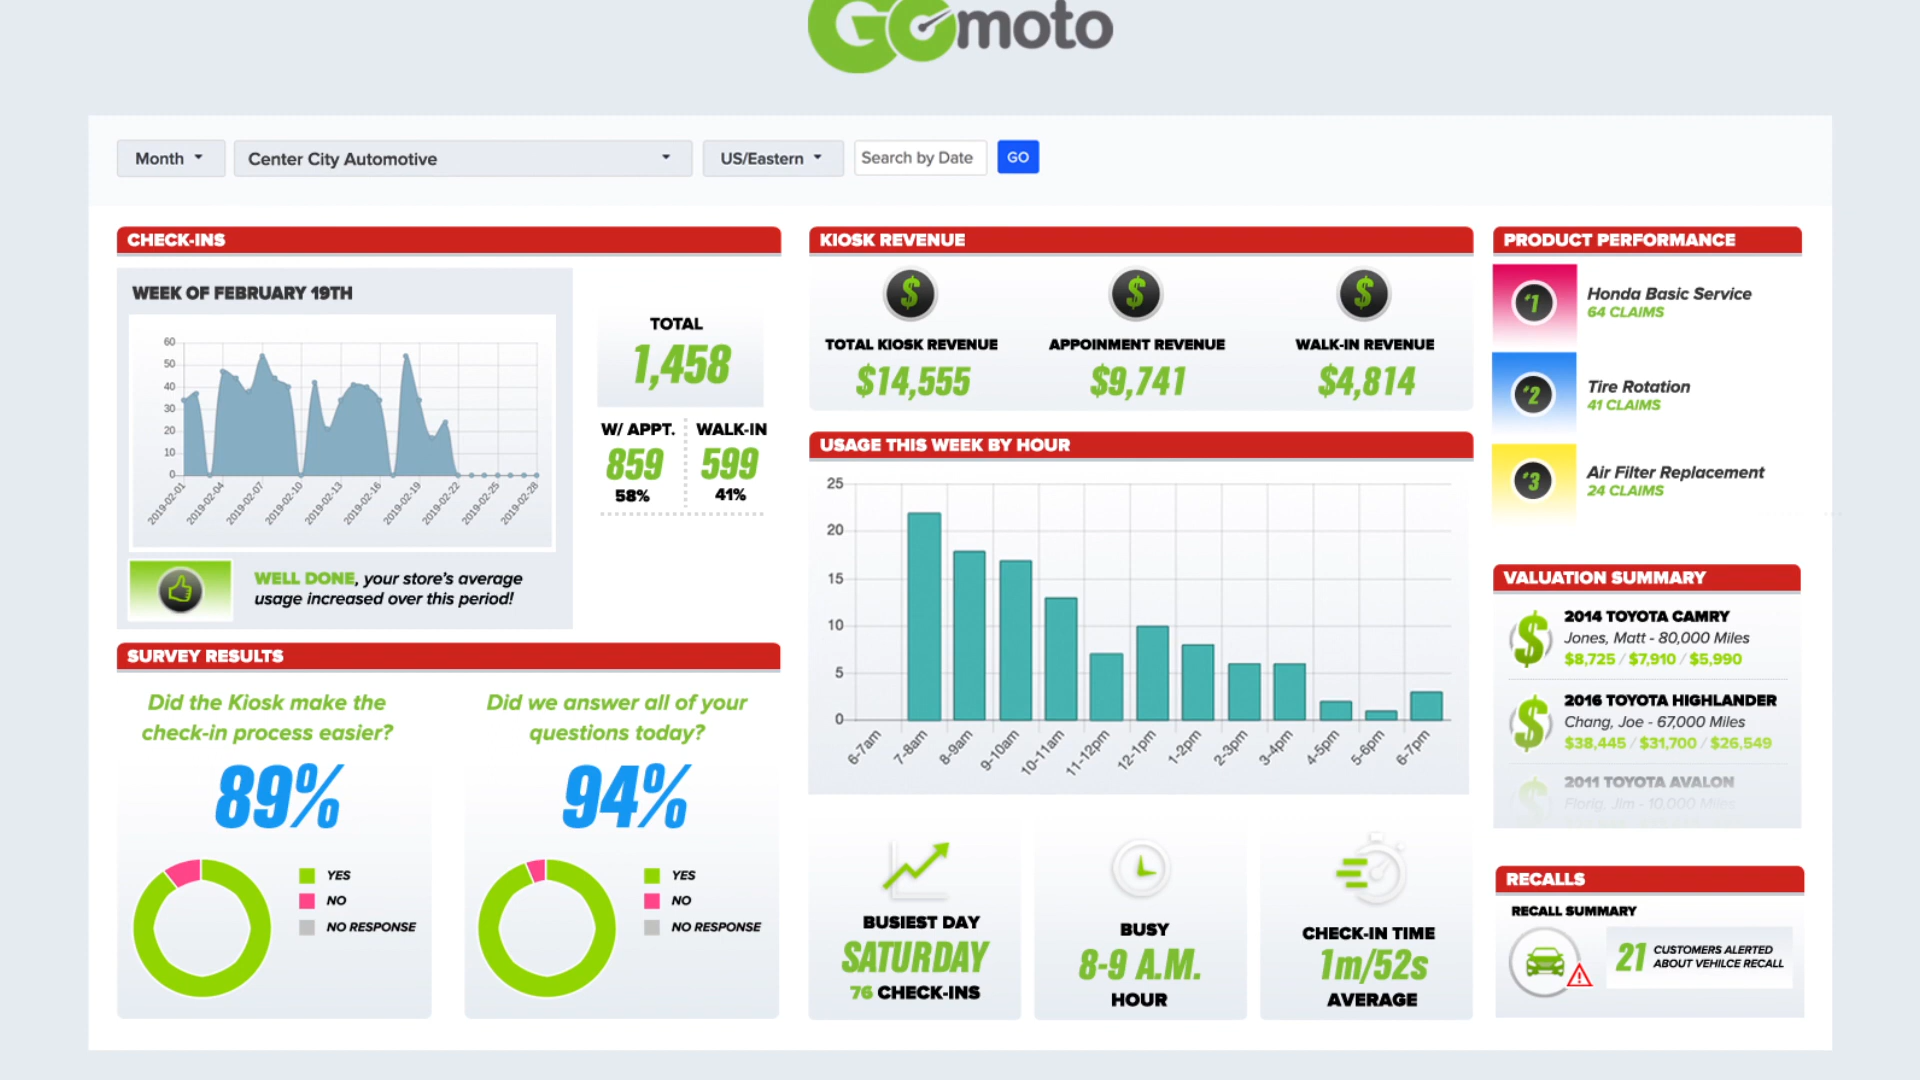 GOmoto
Month
Center City Automotive
US/Eastern
Search by Date
GO
CHECK-INS
WEEK OF FEBRUARY 19TH
60
50
40
30
20
10
0
2019-02-01
2019-02-04
2019-02-07
2019-02-10
2019-02-13
2019-02-16
2019-02-19
2019-02-22
2019-02-25
2019-02-28
WELL DONE, your store's average
usage increased over this period!
TOTAL
1,458
W/ APPT.
859
58%
WALK-IN
599
41%
SURVEY RESULTS
Did the Kiosk make the
check-in process easier?
89%
YES
NO
NO RESPONSE
Did we answer all of your
questions today?
94%
YES
NO
NO RESPONSE
KIOSK REVENUE
$
TOTAL KIOSK REVENUE
$14,555
$
APPOINMENT REVENUE
$9,741
$
WALK-IN REVENUE
$4,814
USAGE THIS WEEK BY HOUR
25
20
15
10
5
0
6-7am
7-8am
8-9am
9-10am
10-11am
11-12pm
12-1pm
1-2pm
2-3pm
3-4pm
4-5pm
5-6pm
6-7pm
BUSIEST DAY
SATURDAY
76 CHECK-INS
BUSY
8-9 A.M.
HOUR
CHECK-IN TIME
1m/52s
AVERAGE
PRODUCT PERFORMANCE
#1
Honda Basic Service
64 CLAIMS
#2
Tire Rotation
41 CLAIMS
#3
Air Filter Replacement
24 CLAIMS
VALUATION SUMMARY
$
2014 TOYOTA CAMRY
Jones, Matt - 80,000 Miles
$8,725 / $7,910 / $5,990
$
2016 TOYOTA HIGHLANDER
Chang, Joe - 67,000 Miles
$38,445 / $31,700 / $26,549
$
2011 TOYOTA AVALON
Florig, Jim - 10,000 Miles
RECALLS
RECALL SUMMARY
21
CUSTOMERS ALERTED
ABOUT VEHILCE RECALL